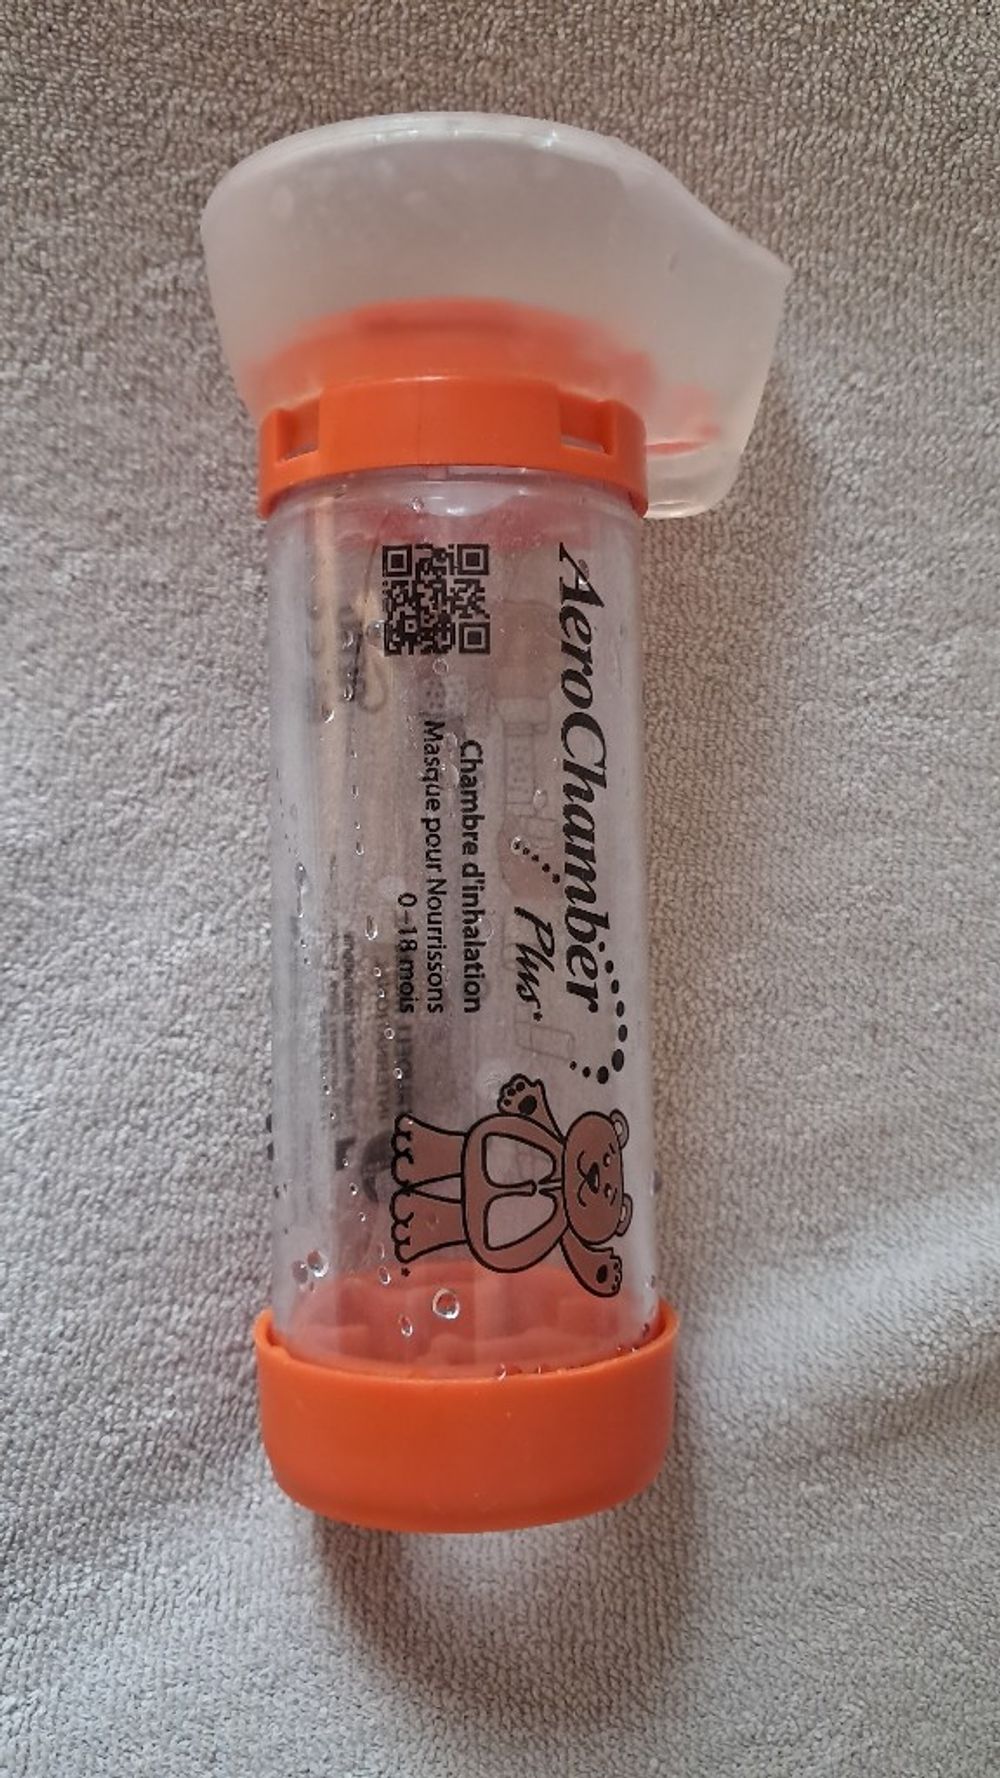 AeroChamber
Plus*
Chambre d'inhalation
Masque pour Nourrissons
0-18 mois